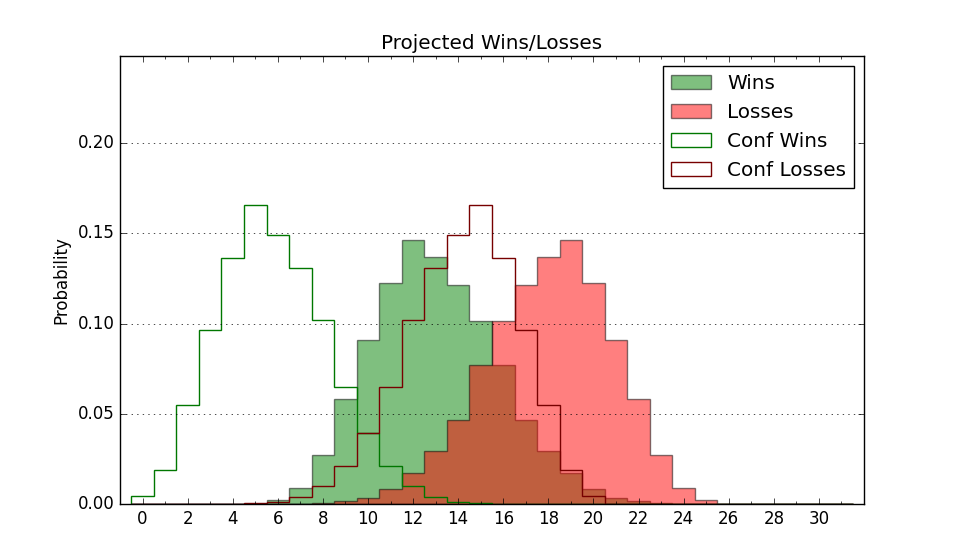 Projected Wins/Losses
Wins
Losses
Conf Wins
Conf Losses
Probability
0.20
0.15
0.10
0.05
0.00
0 2 4 6 8 10 12 14 16 18 20 22 24 26 28 30